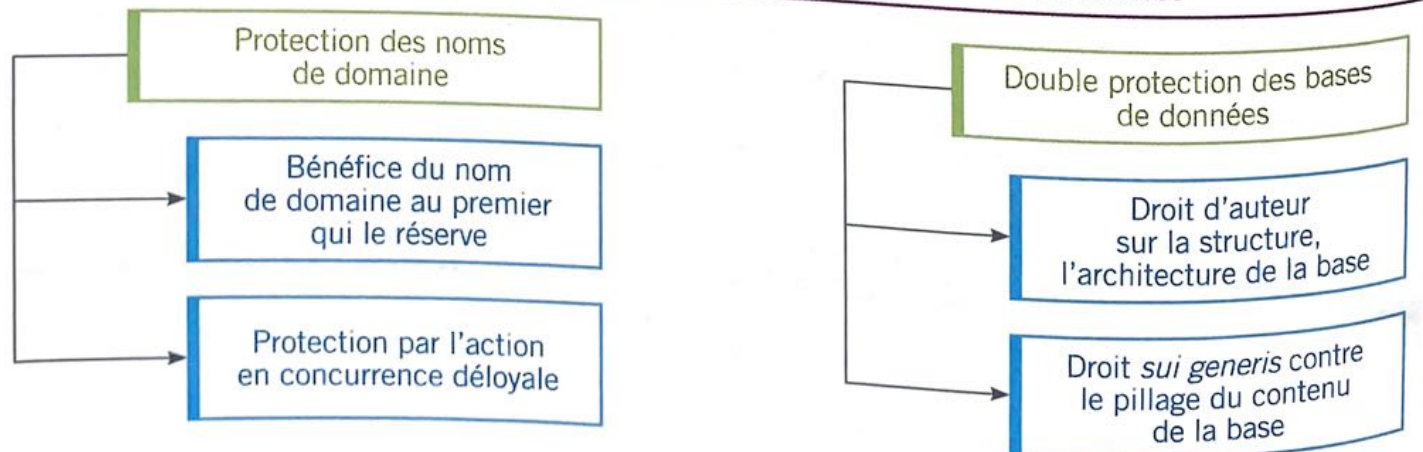 Protection des noms
de domaine
Bénéfice du nom
de domaine au premier
qui le réserve
Protection par l'action
en concurrence déloyale
Double protection des bases
de données
Droit d'auteur
sur la structure,
l'architecture de la base
Droit sui generis contre
le pillage du contenu
de la base